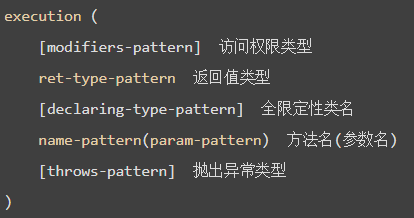 execution (
[modifiers-pattern] 访问权限类型
ret-type-pattern 返回值类型
[declaring-type-pattern] 全限定性类名
name-pattern(param-pattern) 方法名(参数名)
[throws-pattern] 抛出异常类型
)